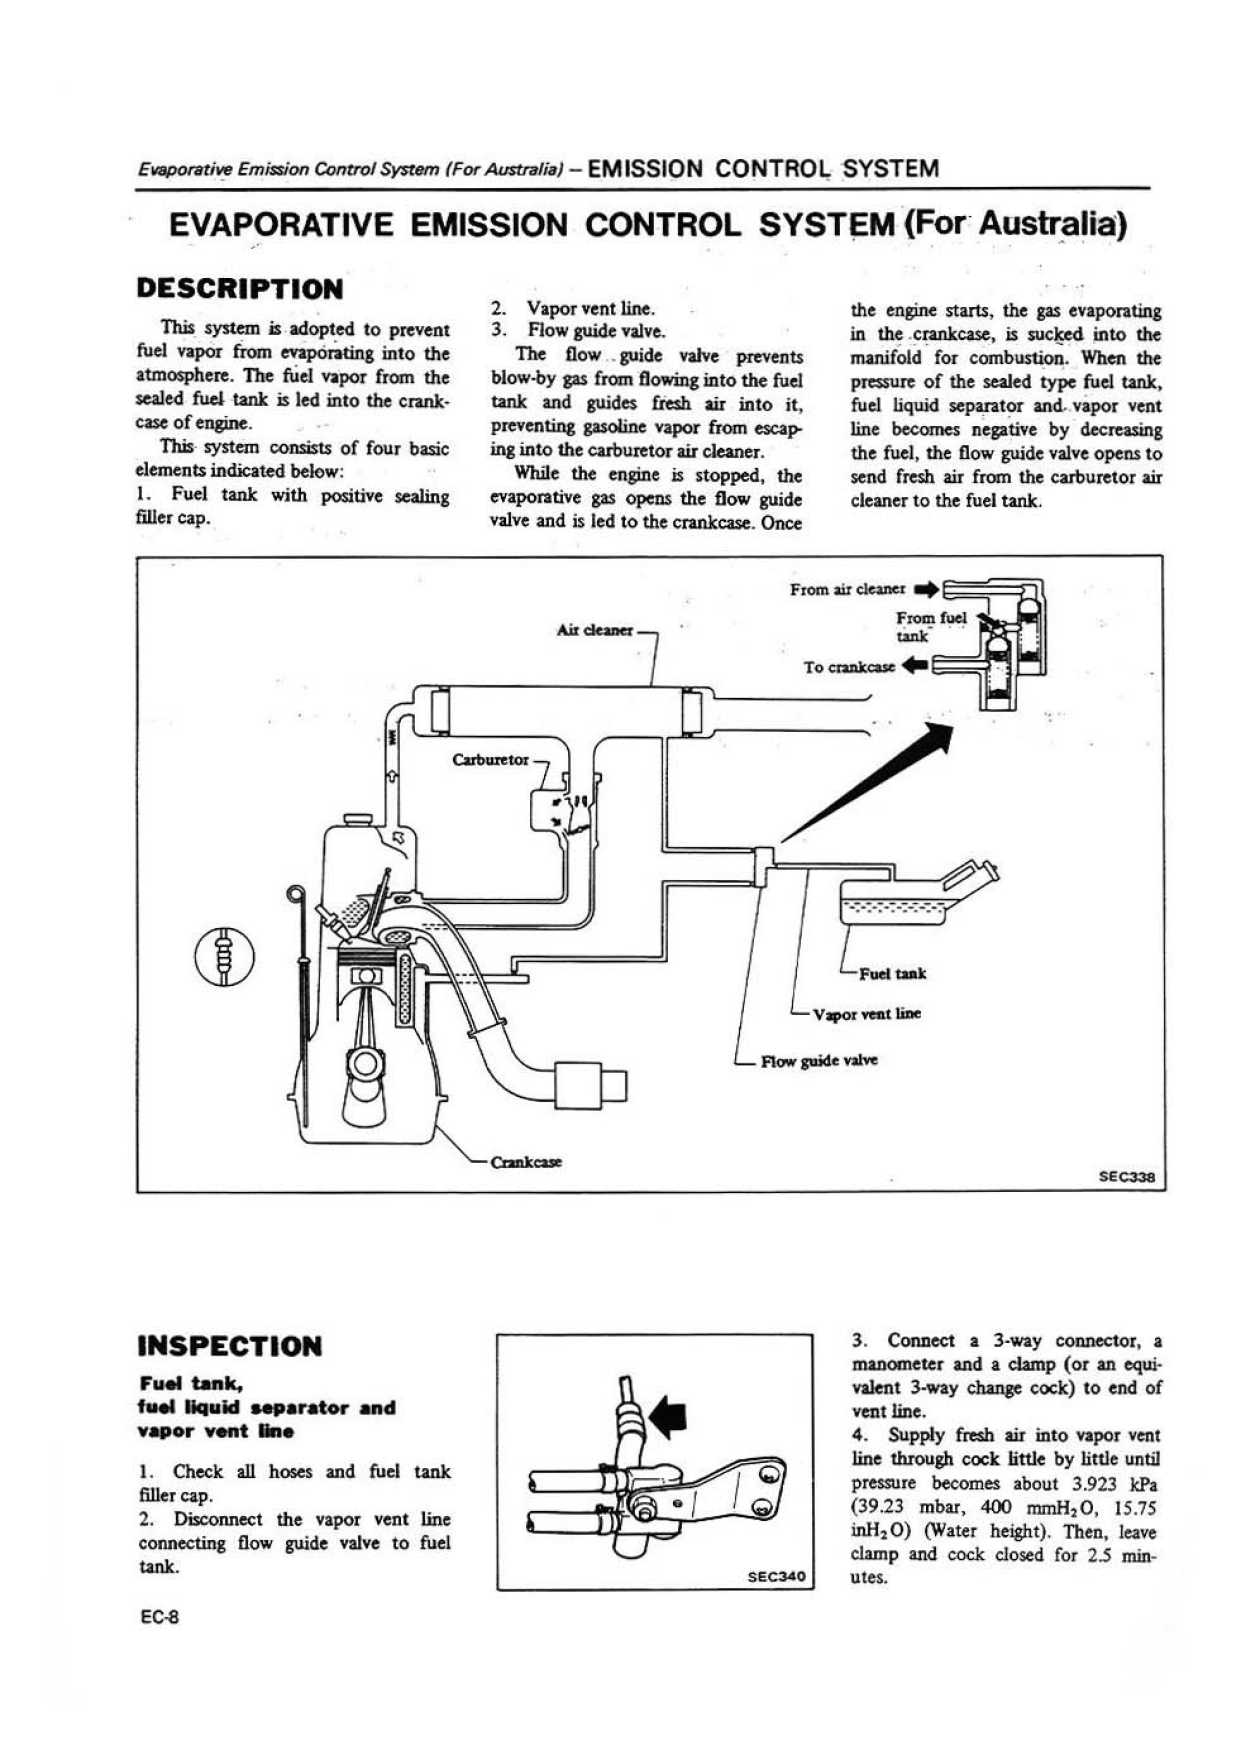 Evaporative Emission Control System (For Australia) – EMISSION CONTROL SYSTEM
EVAPORATIVE EMISSION CONTROL SYSTEM (For Australia)
DESCRIPTION
This system is adopted to prevent
fuel vapor from evaporating into the
atmosphere. The fuel vapor from the
sealed fuel tank is led into the crank-
case of engine.
This system consists of four basic
elements indicated below:
1. Fuel tank with positive sealing
filler cap.
2. Vapor vent line.
3. Flow guide valve.
The flow guide valve prevents
blow-by gas from flowing into the fuel
tank and guides fresh air into it,
preventing gasoline vapor from escap-
ing into the carburetor air cleaner.
While the engine is stopped, the
evaporative gas opens the flow guide
valve and is led to the crankcase. Once
the engine starts, the gas evaporating
in the crankcase, is sucked into the
manifold for combustion. When the
pressure of the sealed type fuel tank,
fuel liquid separator and vapor vent
line becomes negative by decreasing
the fuel, the flow guide valve opens to
send fresh air from the carburetor air
cleaner to the fuel tank.
From air cleaner
From fuel
tank
To crankcase
Air cleaner
Carburetor
Fuel tank
Vapor vent line
Flow guide valve
Crankcase
SEC338
INSPECTION
Fuel tank,
fuel liquid separator and
vapor vent line
1. Check all hoses and fuel tank
filler cap.
2. Disconnect the vapor vent line
connecting flow guide valve to fuel
tank.
SEC340
3. Connect a 3-way connector, a
manometer and a clamp (or an equi-
valent 3-way change cock) to end of
vent line.
4. Supply fresh air into vapor vent
line through cock little by little until
pressure becomes about 3.923 kPa
(39.23 mbar, 400 mmH₂O, 15.75
inH₂O) (Water height). Then, leave
clamp and cock closed for 2.5 min-
utes.
EC-8